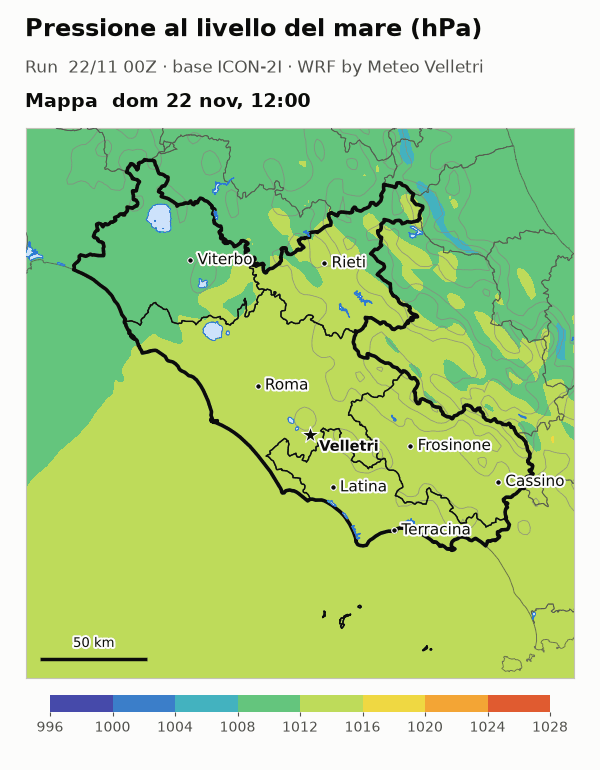 Pressione al livello del mare (hPa)
Run 22/11 00Z · base ICON-2I · WRF by Meteo Velletri
Mappa dom 22 nov, 12:00
Viterbo
Rieti
Roma
Velletri
Frosinone
Latina
Cassino
Terracina
50 km
996 1000 1004 1008 1012 1016 1020 1024 1028